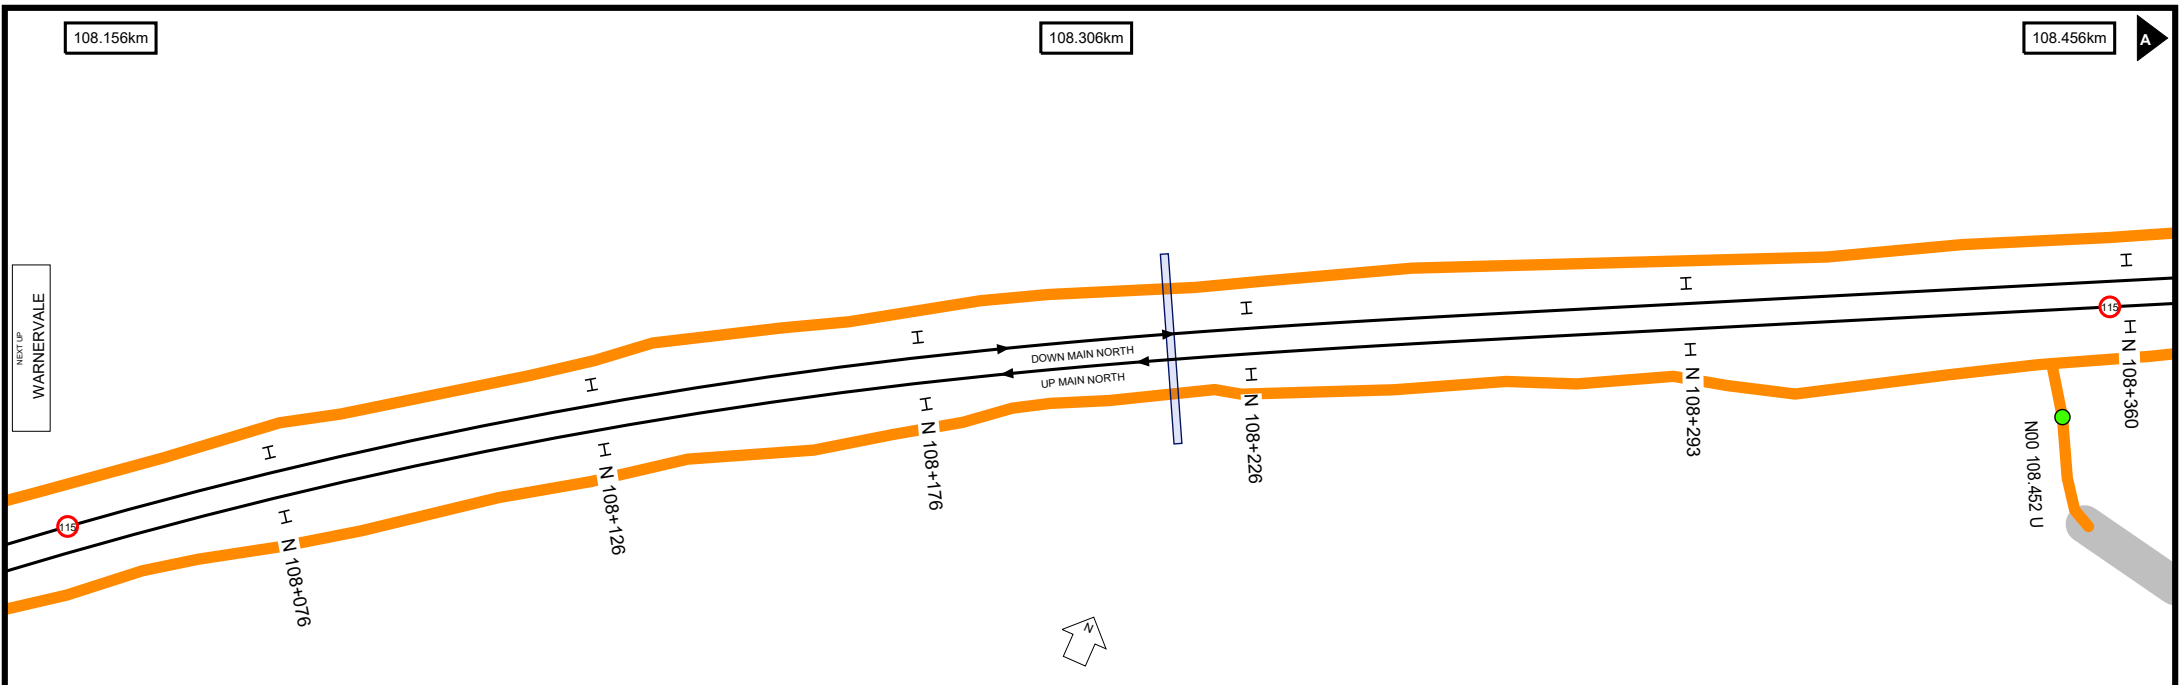 108.156km
108.306km
108.456km
A
NEXT UP
WARNERVALE
115
DOWN MAIN NORTH
UP MAIN NORTH
115
N 108+076
N 108+126
N 108+176
N 108+226
N 108+293
N 108+360
N00 108.452 U
N